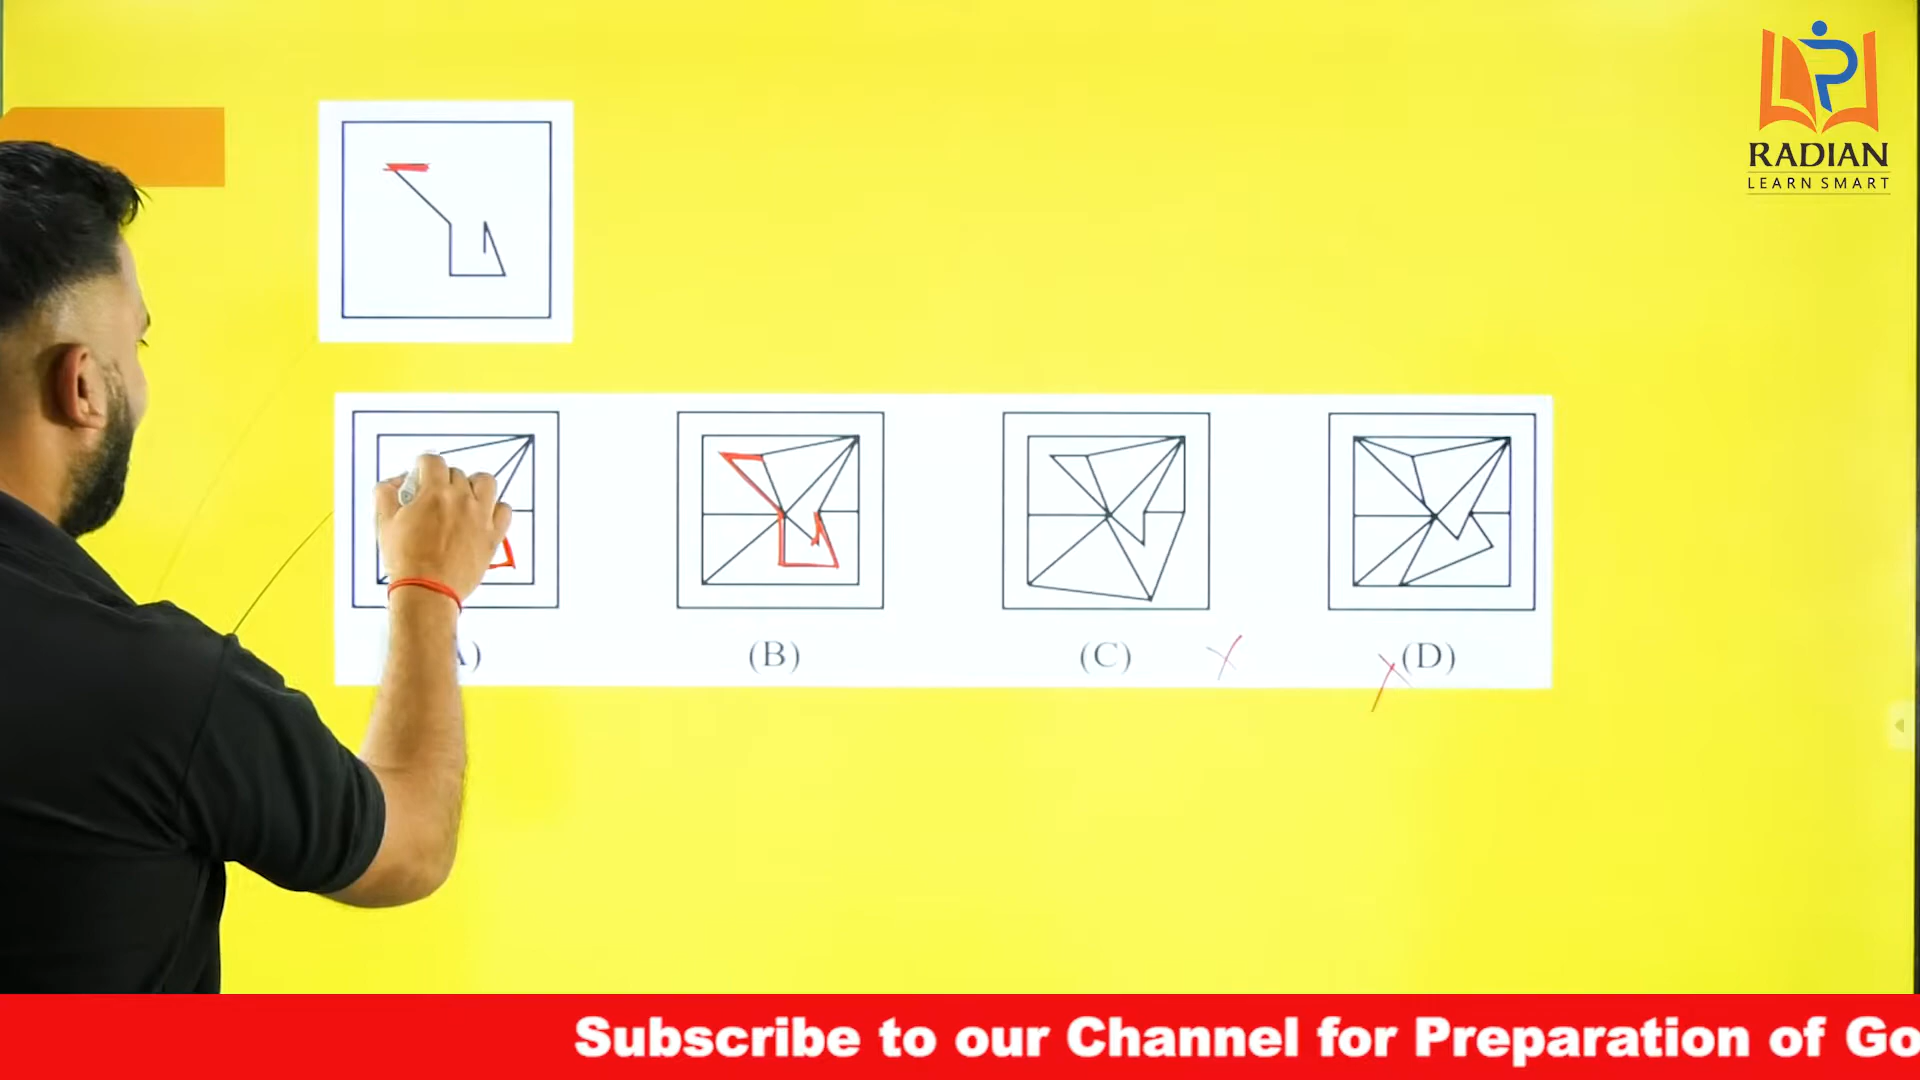 RADIAN
LEARN SMART
A)
(B)
(C)
(D)
Subscribe to our Channel for Preparation of Go